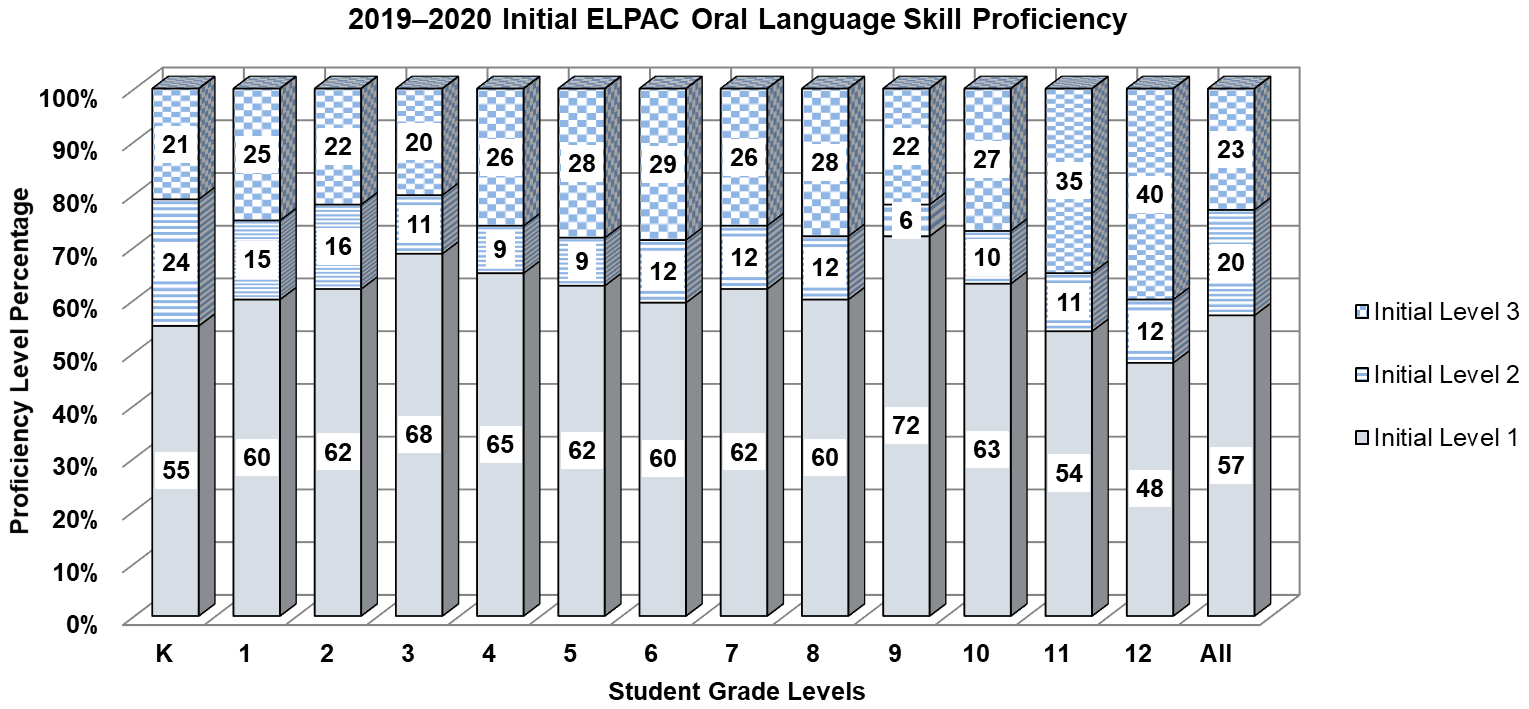 2019–2020 Initial ELPAC Oral Language Skill Proficiency
Proficiency Level Percentage
100%
90%
80%
70%
60%
50%
40%
30%
20%
10%
0%
21 25 22 20 26 28 29 26 28 22 27 35 40 23
24 15 16 11 9 9 12 12 12 6 10 11 12 20
55 60 62 68 65 62 60 62 60 72 63 54 48 57
K 1 2 3 4 5 6 7 8 9 10 11 12 All
Student Grade Levels
Initial Level 3
Initial Level 2
Initial Level 1